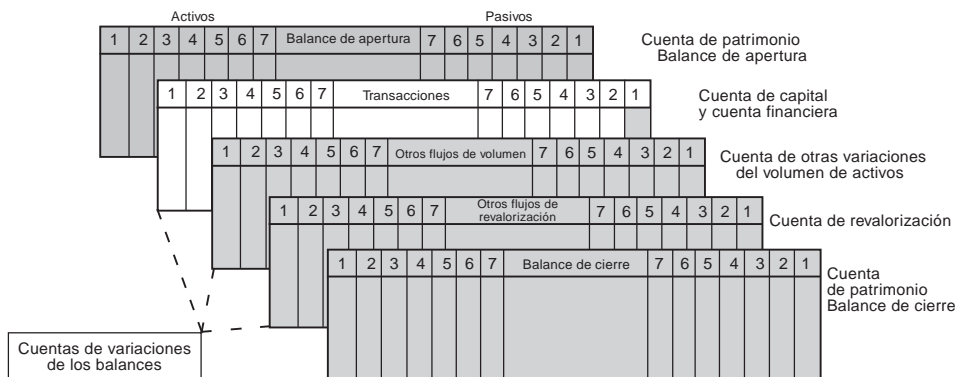 Activos Pasivos
1 2 3 4 5 6 7 Balance de apertura 7 6 5 4 3 2 1
Cuenta de patrimonio
Balance de apertura
1 2 3 4 5 6 7 Transacciones 7 6 5 4 3 2 1
Cuenta de capital
y cuenta financiera
1 2 3 4 5 6 7 Otros flujos de volumen 7 6 5 4 3 2 1
Cuenta de otras variaciones
del volumen de activos
1 2 3 4 5 6 7 Otros flujos de
revalorización 7 6 5 4 3 2 1
Cuenta de revalorización
1 2 3 4 5 6 7 Balance de cierre 7 6 5 4 3 2 1
Cuenta
de patrimonio
Balance de cierre
Cuentas de variaciones
de los balances